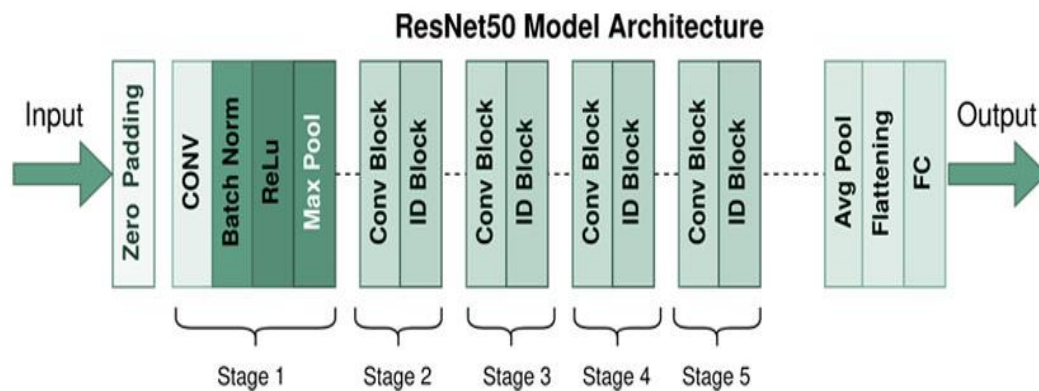 ResNet50 Model Architecture
Input
Zero Padding
CONV
Batch Norm
ReLu
Max Pool
Conv Block
ID Block
Conv Block
ID Block
Conv Block
ID Block
Conv Block
ID Block
Avg Pool
Flattening
FC
Output
Stage 1
Stage 2
Stage 3
Stage 4
Stage 5